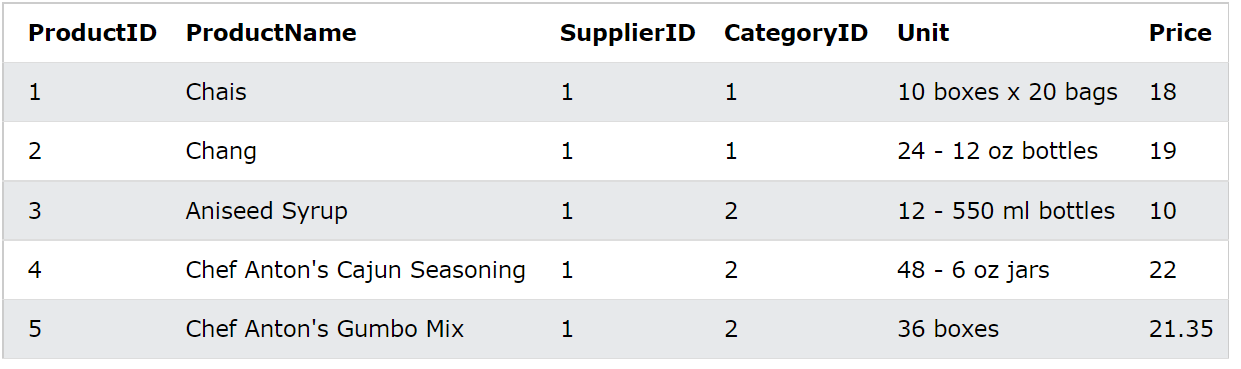 ProductID ProductName SupplierID CategoryID Unit Price
1 Chais 1 1 10 boxes x 20 bags 18
2 Chang 1 1 24 - 12 oz bottles 19
3 Aniseed Syrup 1 2 12 - 550 ml bottles 10
4 Chef Anton's Cajun Seasoning 1 2 48 - 6 oz jars 22
5 Chef Anton's Gumbo Mix 1 2 36 boxes 21.35